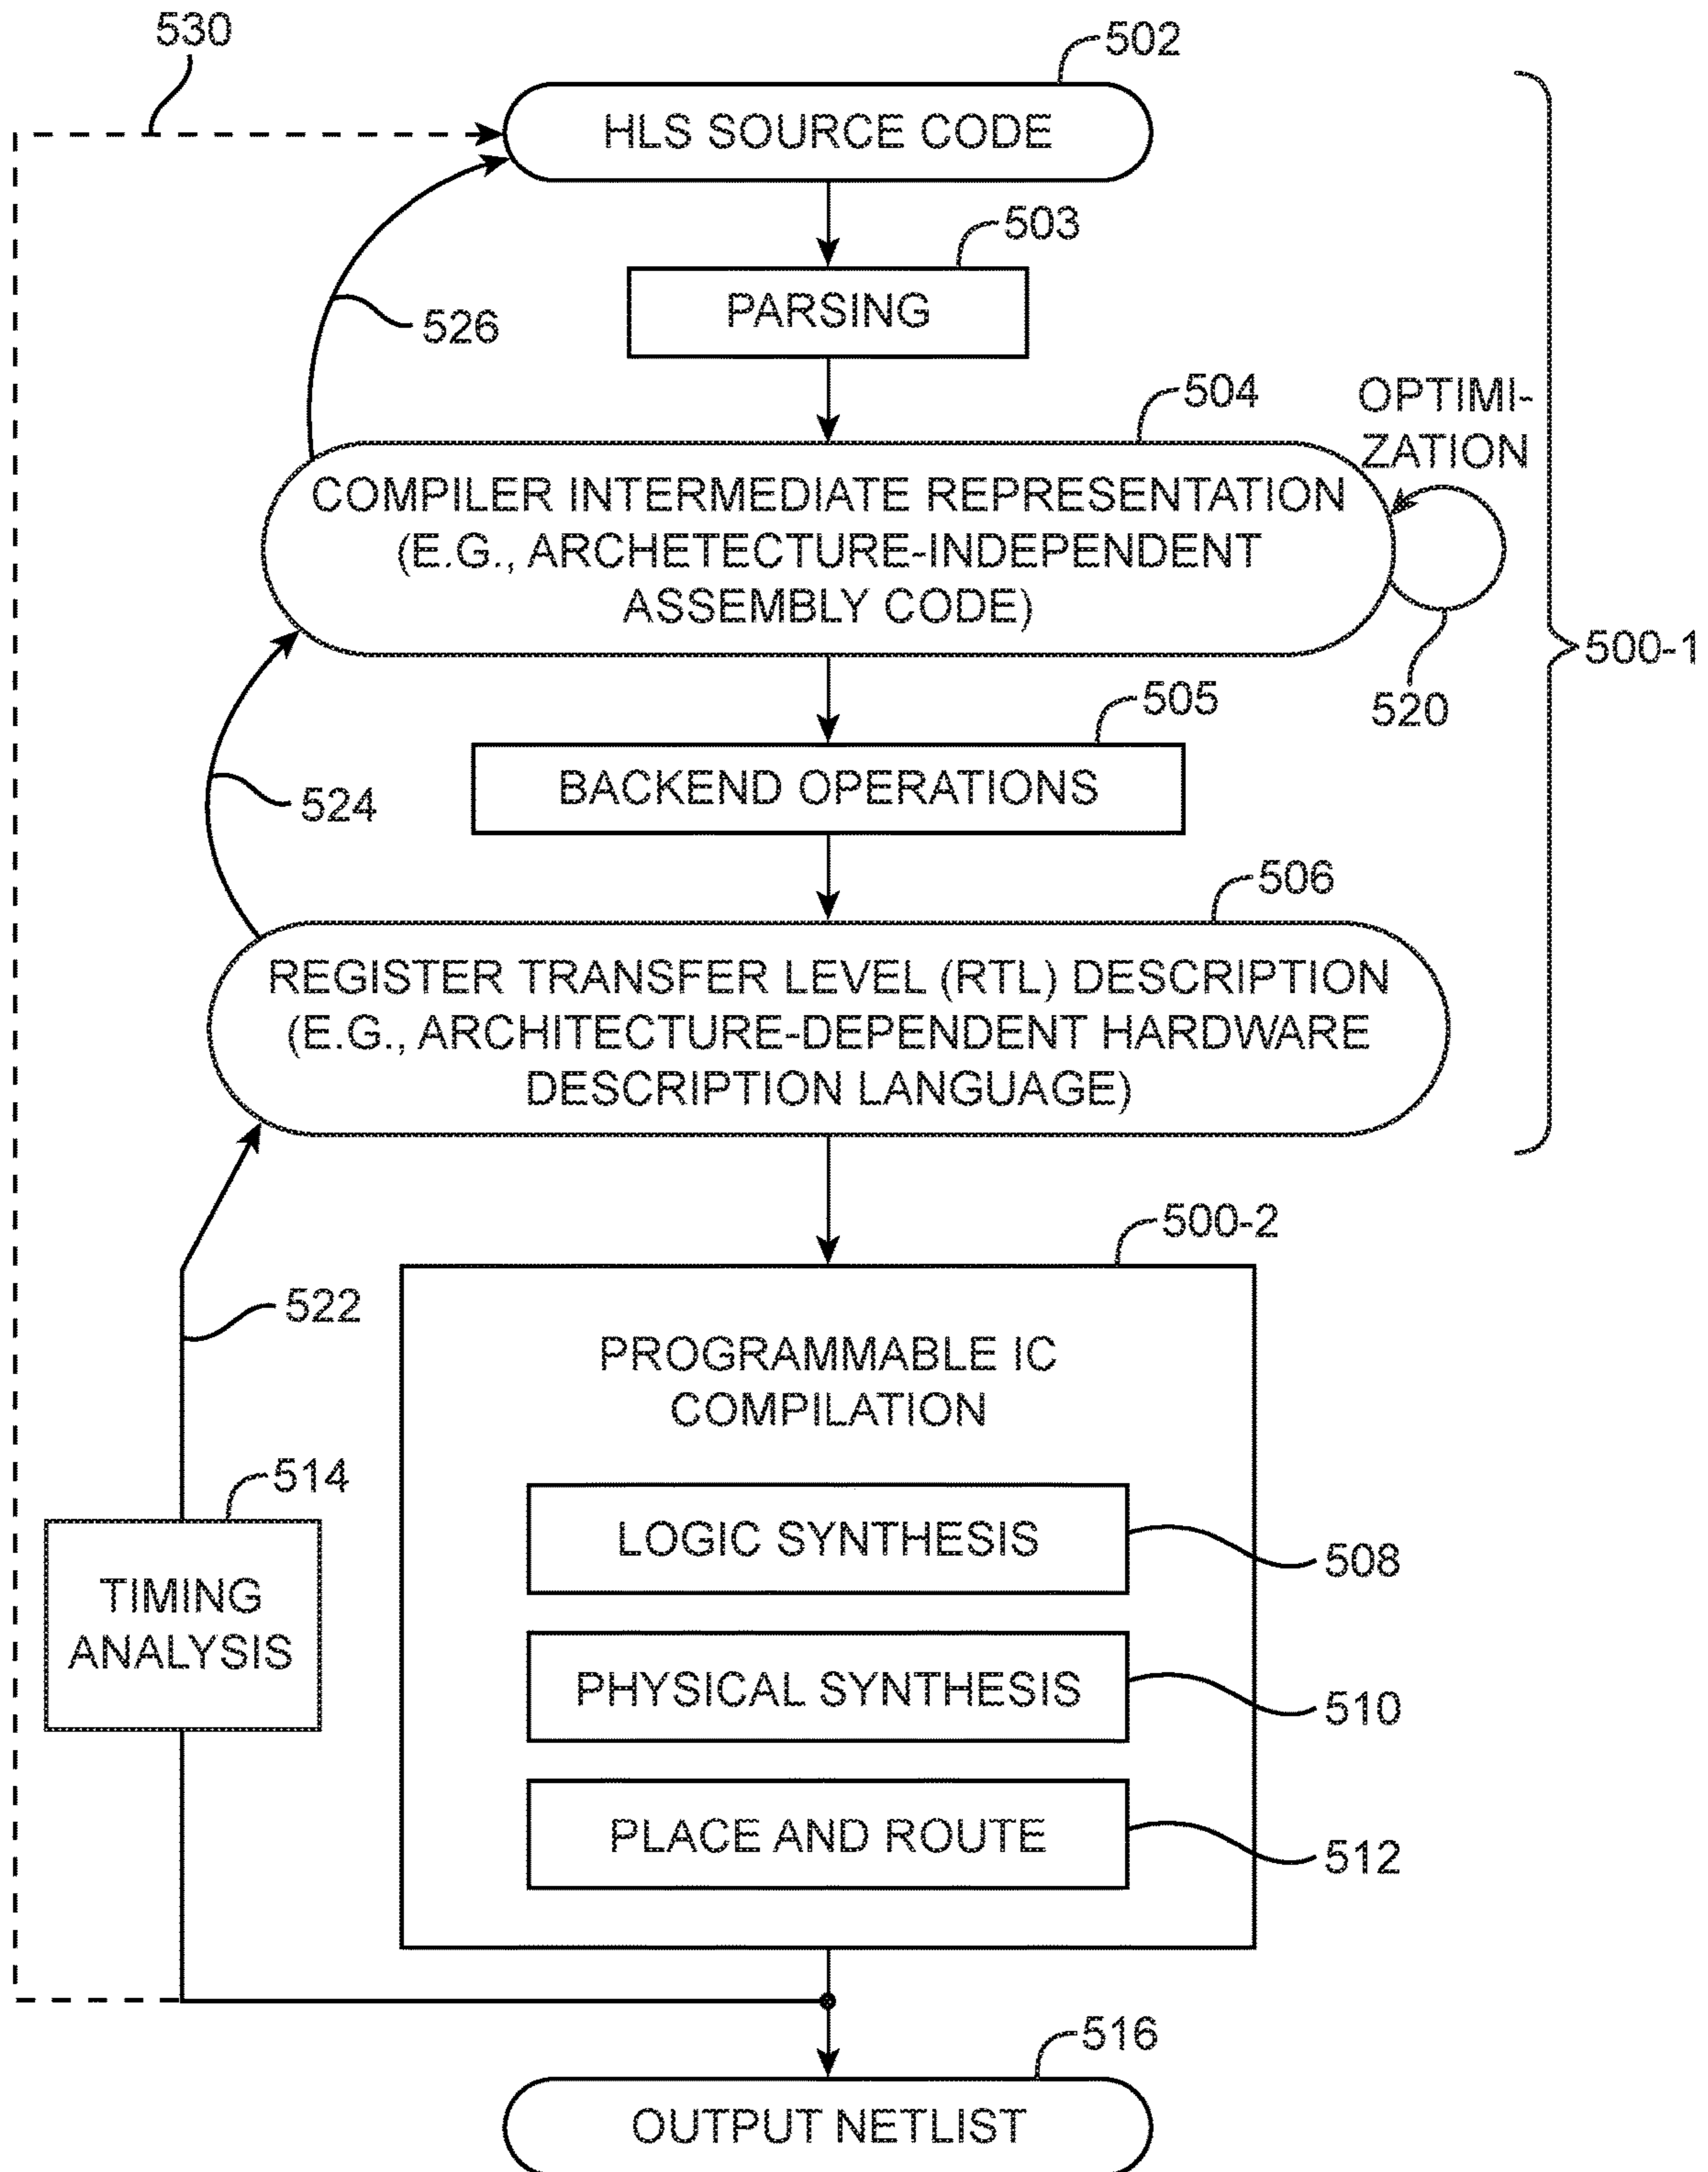 530
502
HLS SOURCE CODE
503
PARSING
526
504
OPTIMI-
ZATION
COMPILER INTERMEDIATE REPRESENTATION
(E.G., ARCHETECTURE-INDEPENDENT
ASSEMBLY CODE)
500-1
520
505
BACKEND OPERATIONS
524
506
REGISTER TRANSFER LEVEL (RTL) DESCRIPTION
(E.G., ARCHITECTURE-DEPENDENT HARDWARE
DESCRIPTION LANGUAGE)
500-2
522
PROGRAMMABLE IC
COMPILATION
514
TIMING
ANALYSIS
LOGIC SYNTHESIS
508
PHYSICAL SYNTHESIS
510
PLACE AND ROUTE
512
516
OUTPUT NETLIST